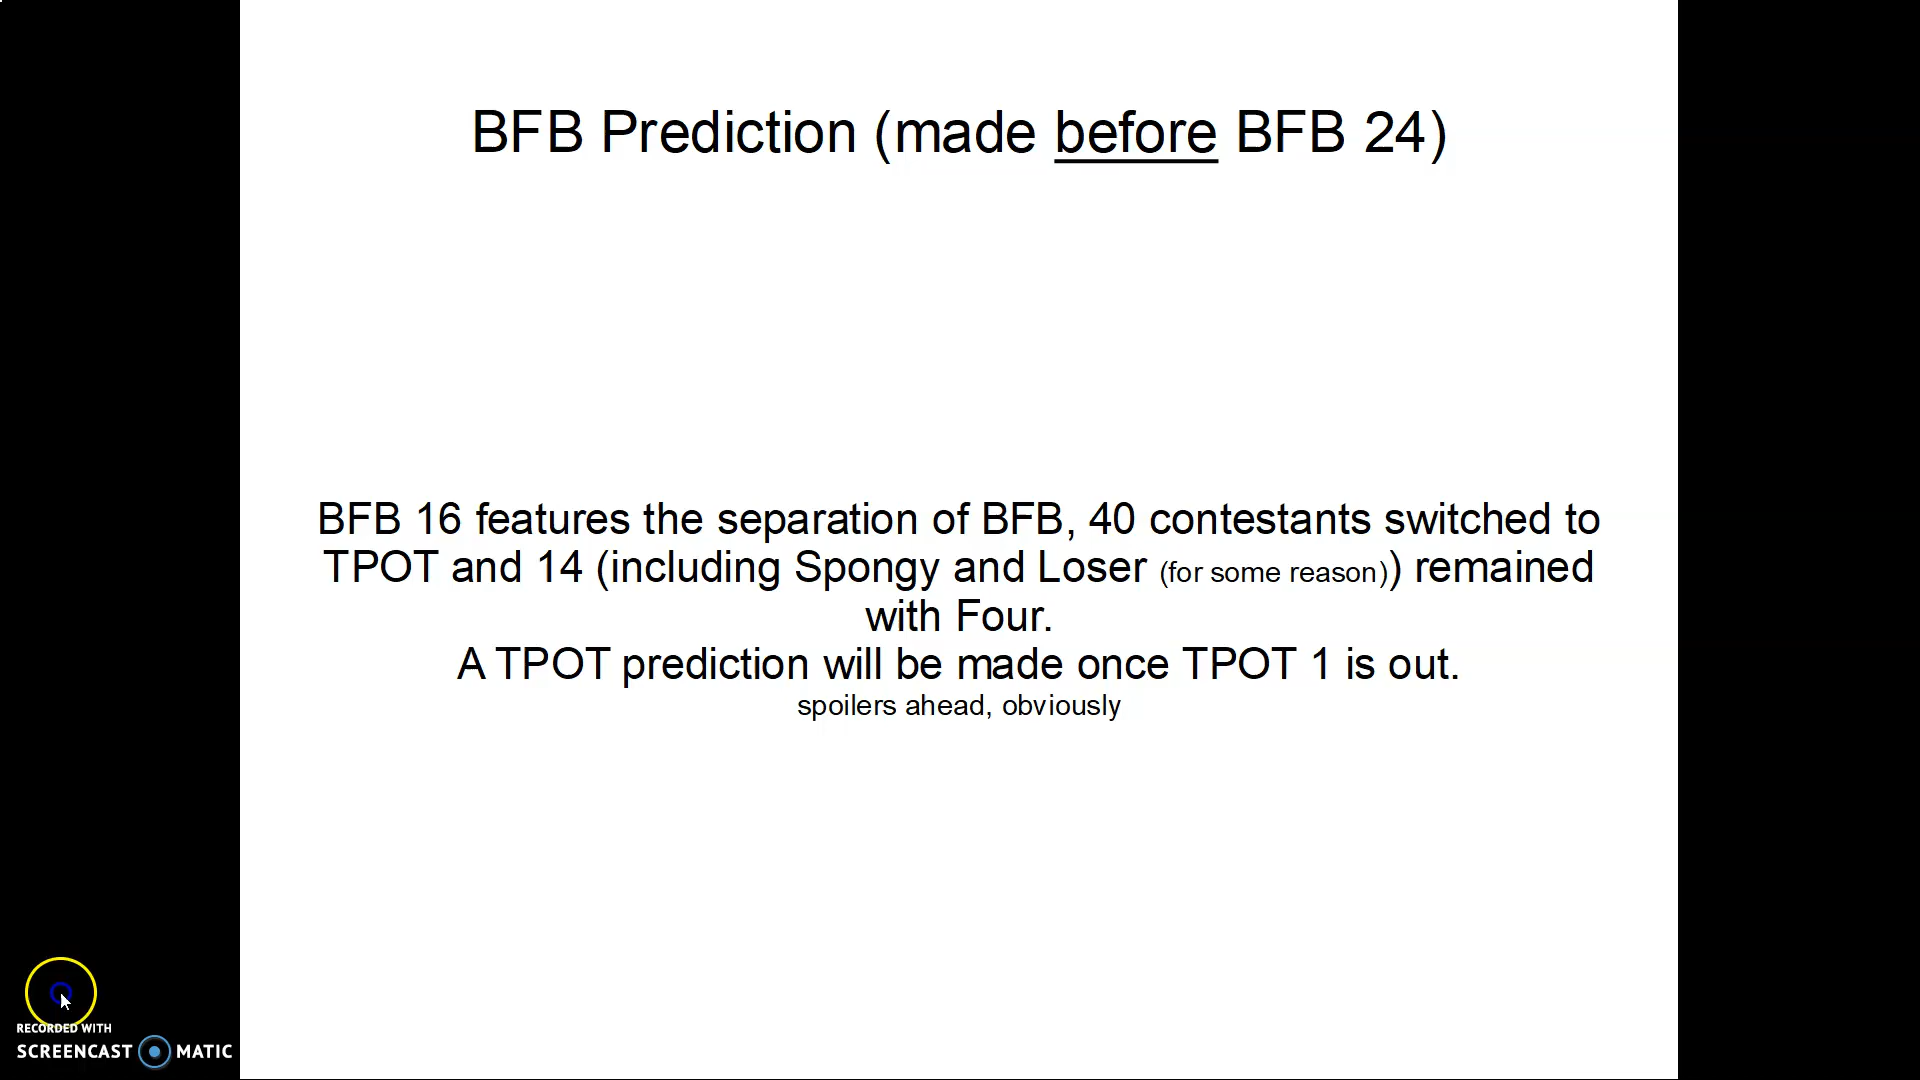 BFB Prediction (made before BFB 24)
BFB 16 features the separation of BFB, 40 contestants switched to
TPOT and 14 (including Spongy and Loser (for some reason)) remained
with Four.
A TPOT prediction will be made once TPOT 1 is out.
spoilers ahead, obviously
RECORDED WITH
SCREENCAST MATIC